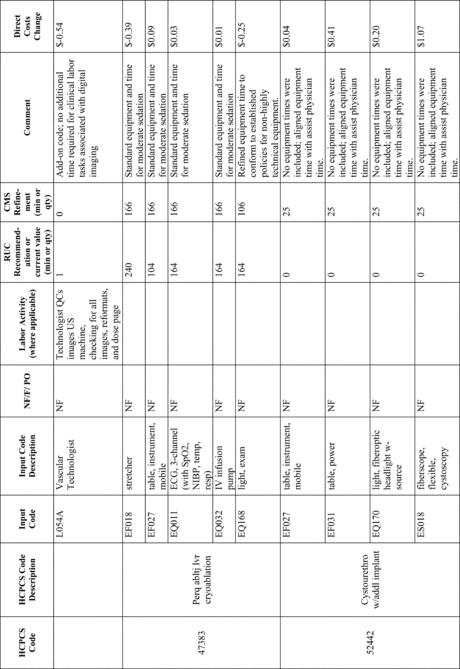 HCPCS
Code
HCPCS Code
Description
Input
Code
Input Code
Description
NF/F/ PO
Labor Activity
(where applicable)
RUC
Recommend-
ation or
current value
(min or qty)
CMS
Refine-
ment
(min or
qty)
Comment
Direct
Costs
Change
L054A
Vascular
Technologist
NF
Technologist QCs
images US
machine,
checking for all
images, reformats,
and dose page
1
0
Add-on code; no additional
time required for clinical labor
tasks associated with digital
imaging
$-0.54
47383
Perq abltj lvr
cryoablation
EF018
stretcher
NF
240
166
Standard equipment and time
for moderate sedation
$-0.39
EF027
table, instrument,
mobile
NF
104
166
Standard equipment and time
for moderate sedation
$0.09
EQ011
ECG, 3-channel
(with SpO2,
NIBP, temp,
resp)
NF
164
166
Standard equipment and time
for moderate sedation
$0.03
EQ032
IV infusion
pump
NF
164
166
Standard equipment and time
for moderate sedation
$0.01
EQ168
light, exam
NF
164
106
Refined equipment time to
conform to established
policies for non-highly
technical equipment.
$-0.25
52442
Cystourethro
w/addl implant
EF027
table, instrument,
mobile
NF
0
25
No equipment times were
included; aligned equipment
time with assist physician
time.
$0.04
EF031
table, power
NF
0
25
No equipment times were
included; aligned equipment
time with assist physician
time.
$0.41
EQ170
light, fiberoptic
headlight w-
source
NF
0
25
No equipment times were
included; aligned equipment
time with assist physician
time.
$0.20
ES018
fiberscope,
flexible,
cystoscopy
NF
0
25
No equipment times were
included; aligned equipment
time with assist physician
time.
$1.07